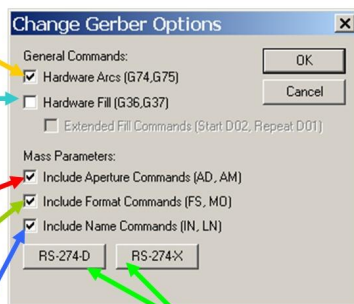 Change Gerber Options
General Commands:
Hardware Arcs (G74,G75)
Hardware Fill (G36,G37)
Extended Fill Commands (Start D02, Repeat D01)
Mass Parameters:
Include Aperture Commands (AD, AM)
Include Format Commands (FS, MO)
Include Name Commands (IN, LN)
RS-274-D
RS-274-X
OK
Cancel